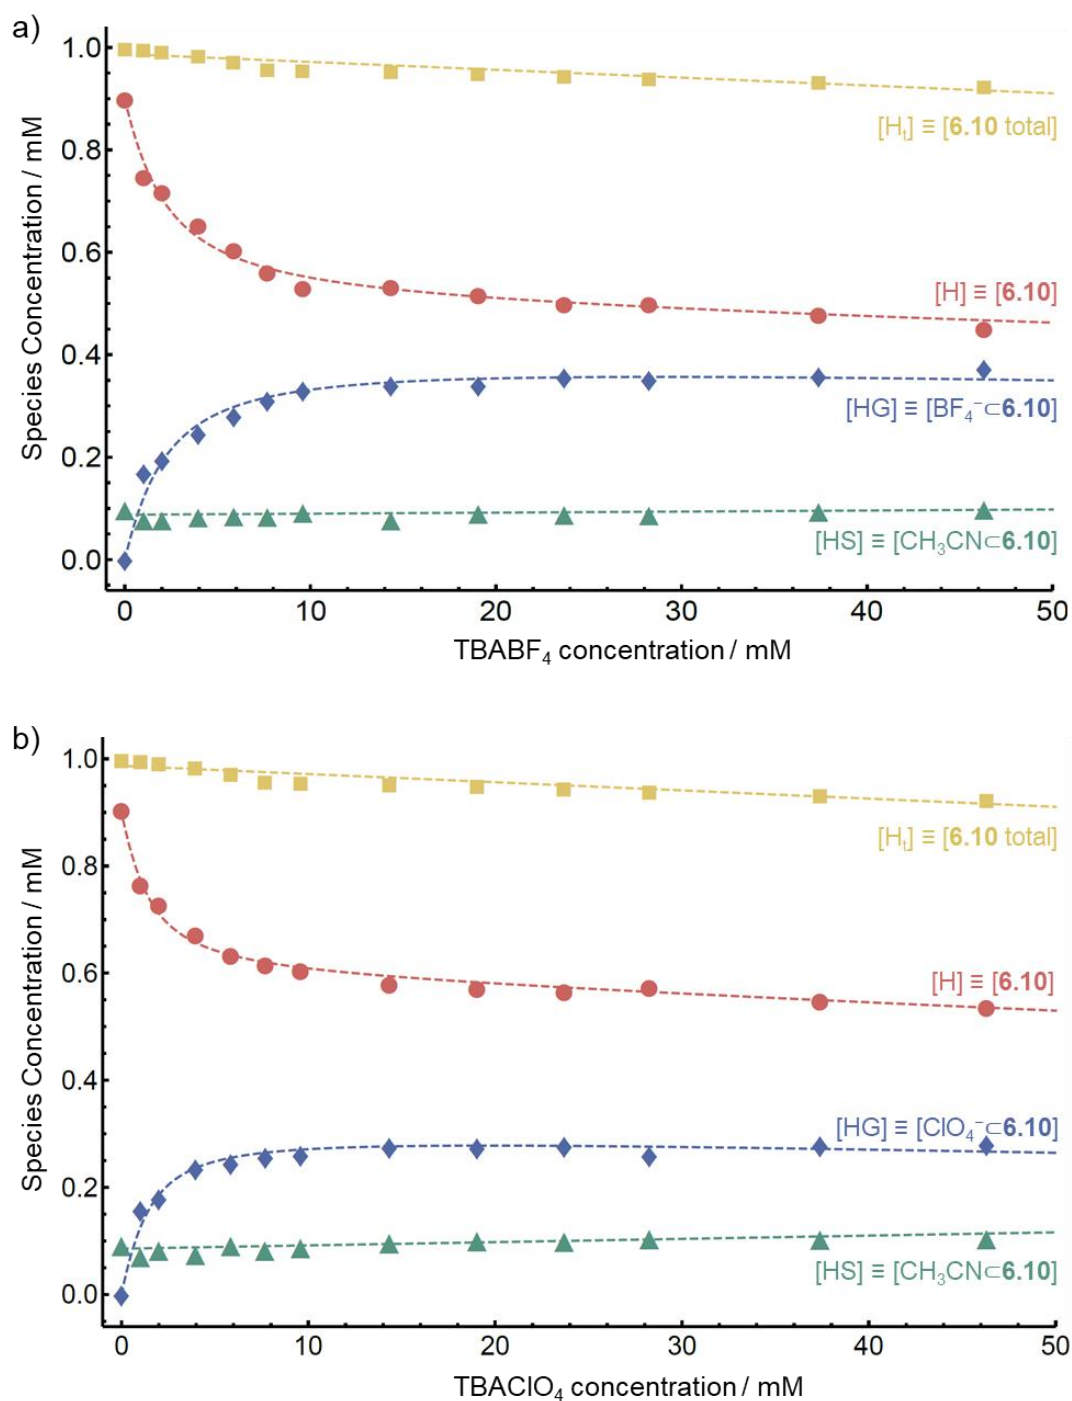 a)
Species Concentration / mM
1.0
0.8
0.6
0.4
0.2
0.0
[Hₜ] ≡ [6.10 total]
[H] ≡ [6.10]
[HG] ≡ [BF₄⁻⊂6.10]
[HS] ≡ [CH₃CN⊂6.10]
0 10 20 30 40 50
TBABF₄ concentration / mM
b)
Species Concentration / mM
1.0
0.8
0.6
0.4
0.2
0.0
[Hₜ] ≡ [6.10 total]
[H] ≡ [6.10]
[HG] ≡ [ClO₄⁻⊂6.10]
[HS] ≡ [CH₃CN⊂6.10]
0 10 20 30 40 50
TBAClO₄ concentration / mM